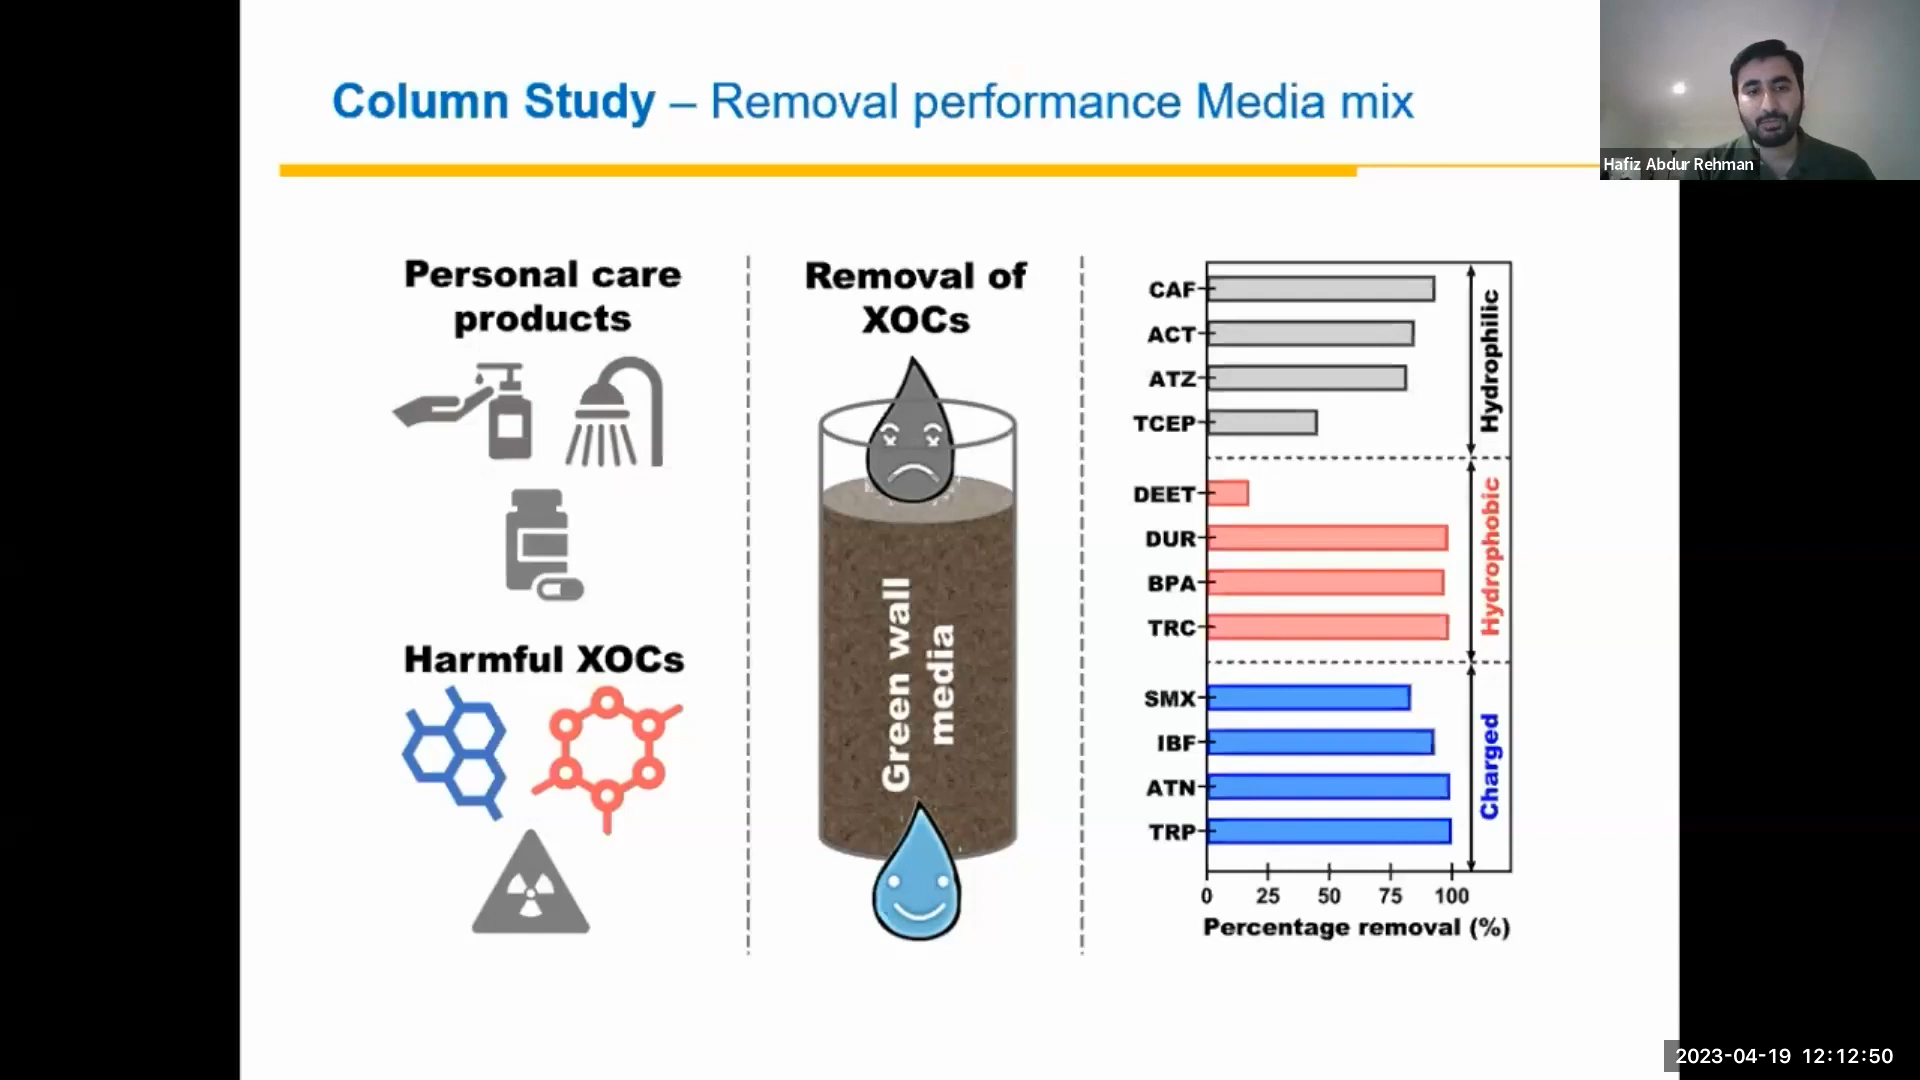 Column Study – Removal performance Media mix
Hafiz Abdur Rehman
Personal care
products
Harmful XOCs
Removal of
XOCs
Green wall
media
CAF
ACT
ATZ
TCEP
DEET
DUR
BPA
TRC
SMX
IBF
ATN
TRP
Hydrophilic
Hydrophobic
Charged
0 25 50 75 100
Percentage removal (%)
2023-04-19 12:12:50